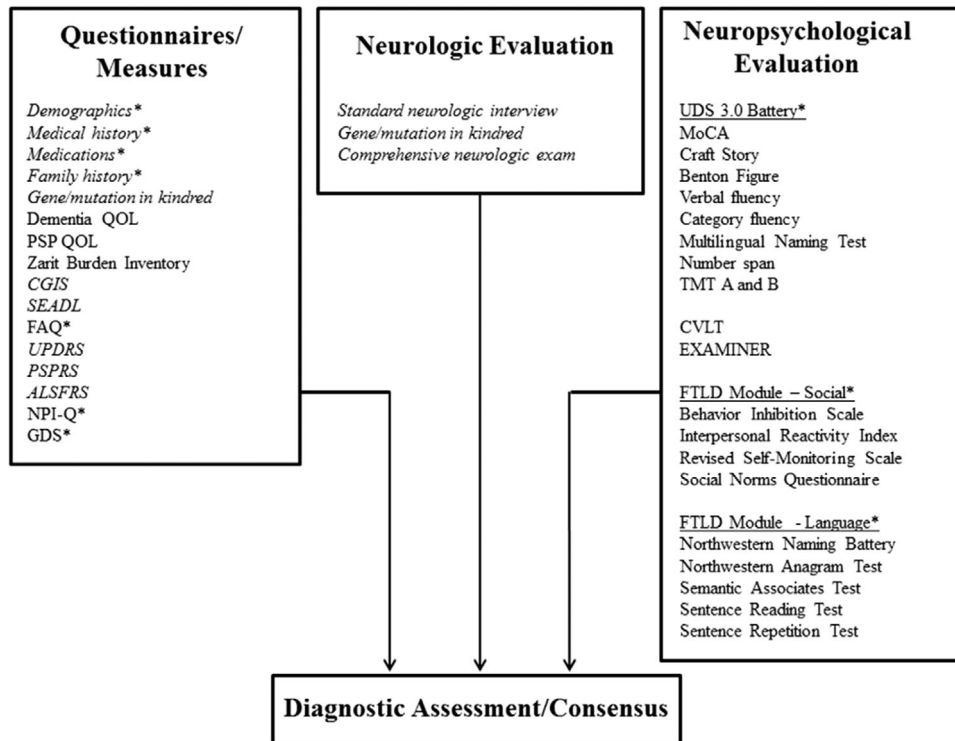 Questionnaires/
Measures
Demographics*
Medical history*
Medications*
Family history*
Gene/mutation in kindred
Dementia QOL
PSP QOL
Zarit Burden Inventory
CGIS
SEADL
FAQ*
UPDRS
PSPRS
ALSFRS
NPI-Q*
GDS*
Neurologic Evaluation
Standard neurologic interview
Gene/mutation in kindred
Comprehensive neurologic exam
Neuropsychological
Evaluation
UDS 3.0 Battery*
MoCA
Craft Story
Benton Figure
Verbal fluency
Category fluency
Multilingual Naming Test
Number span
TMT A and B
CVLT
EXAMINER
FTLD Module – Social*
Behavior Inhibition Scale
Interpersonal Reactivity Index
Revised Self-Monitoring Scale
Social Norms Questionnaire
FTLD Module - Language*
Northwestern Naming Battery
Northwestern Anagram Test
Semantic Associates Test
Sentence Reading Test
Sentence Repetition Test
Diagnostic Assessment/Consensus